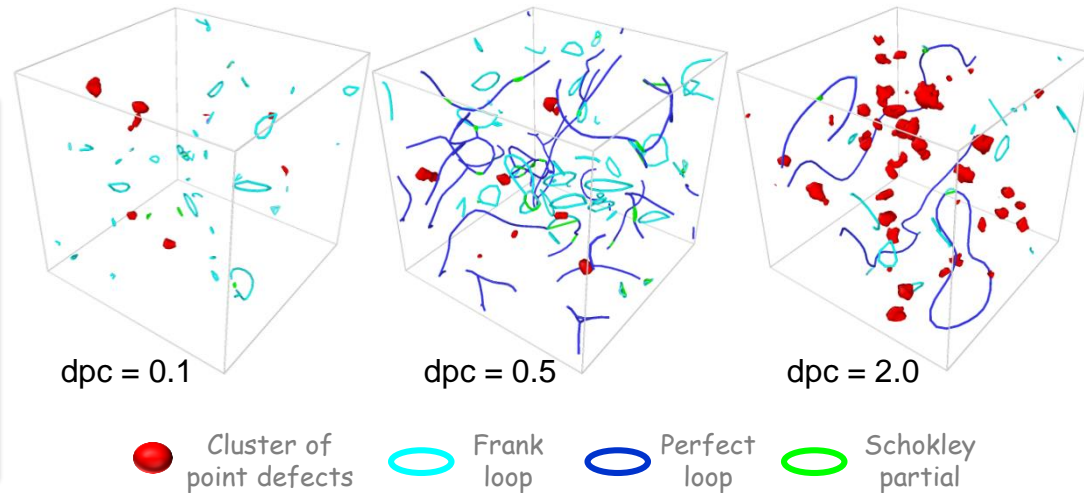 dpc = 0.1
dpc = 0.5
dpc = 2.0
Cluster of
point defects
Frank
loop
Perfect
loop
Schokley
partial